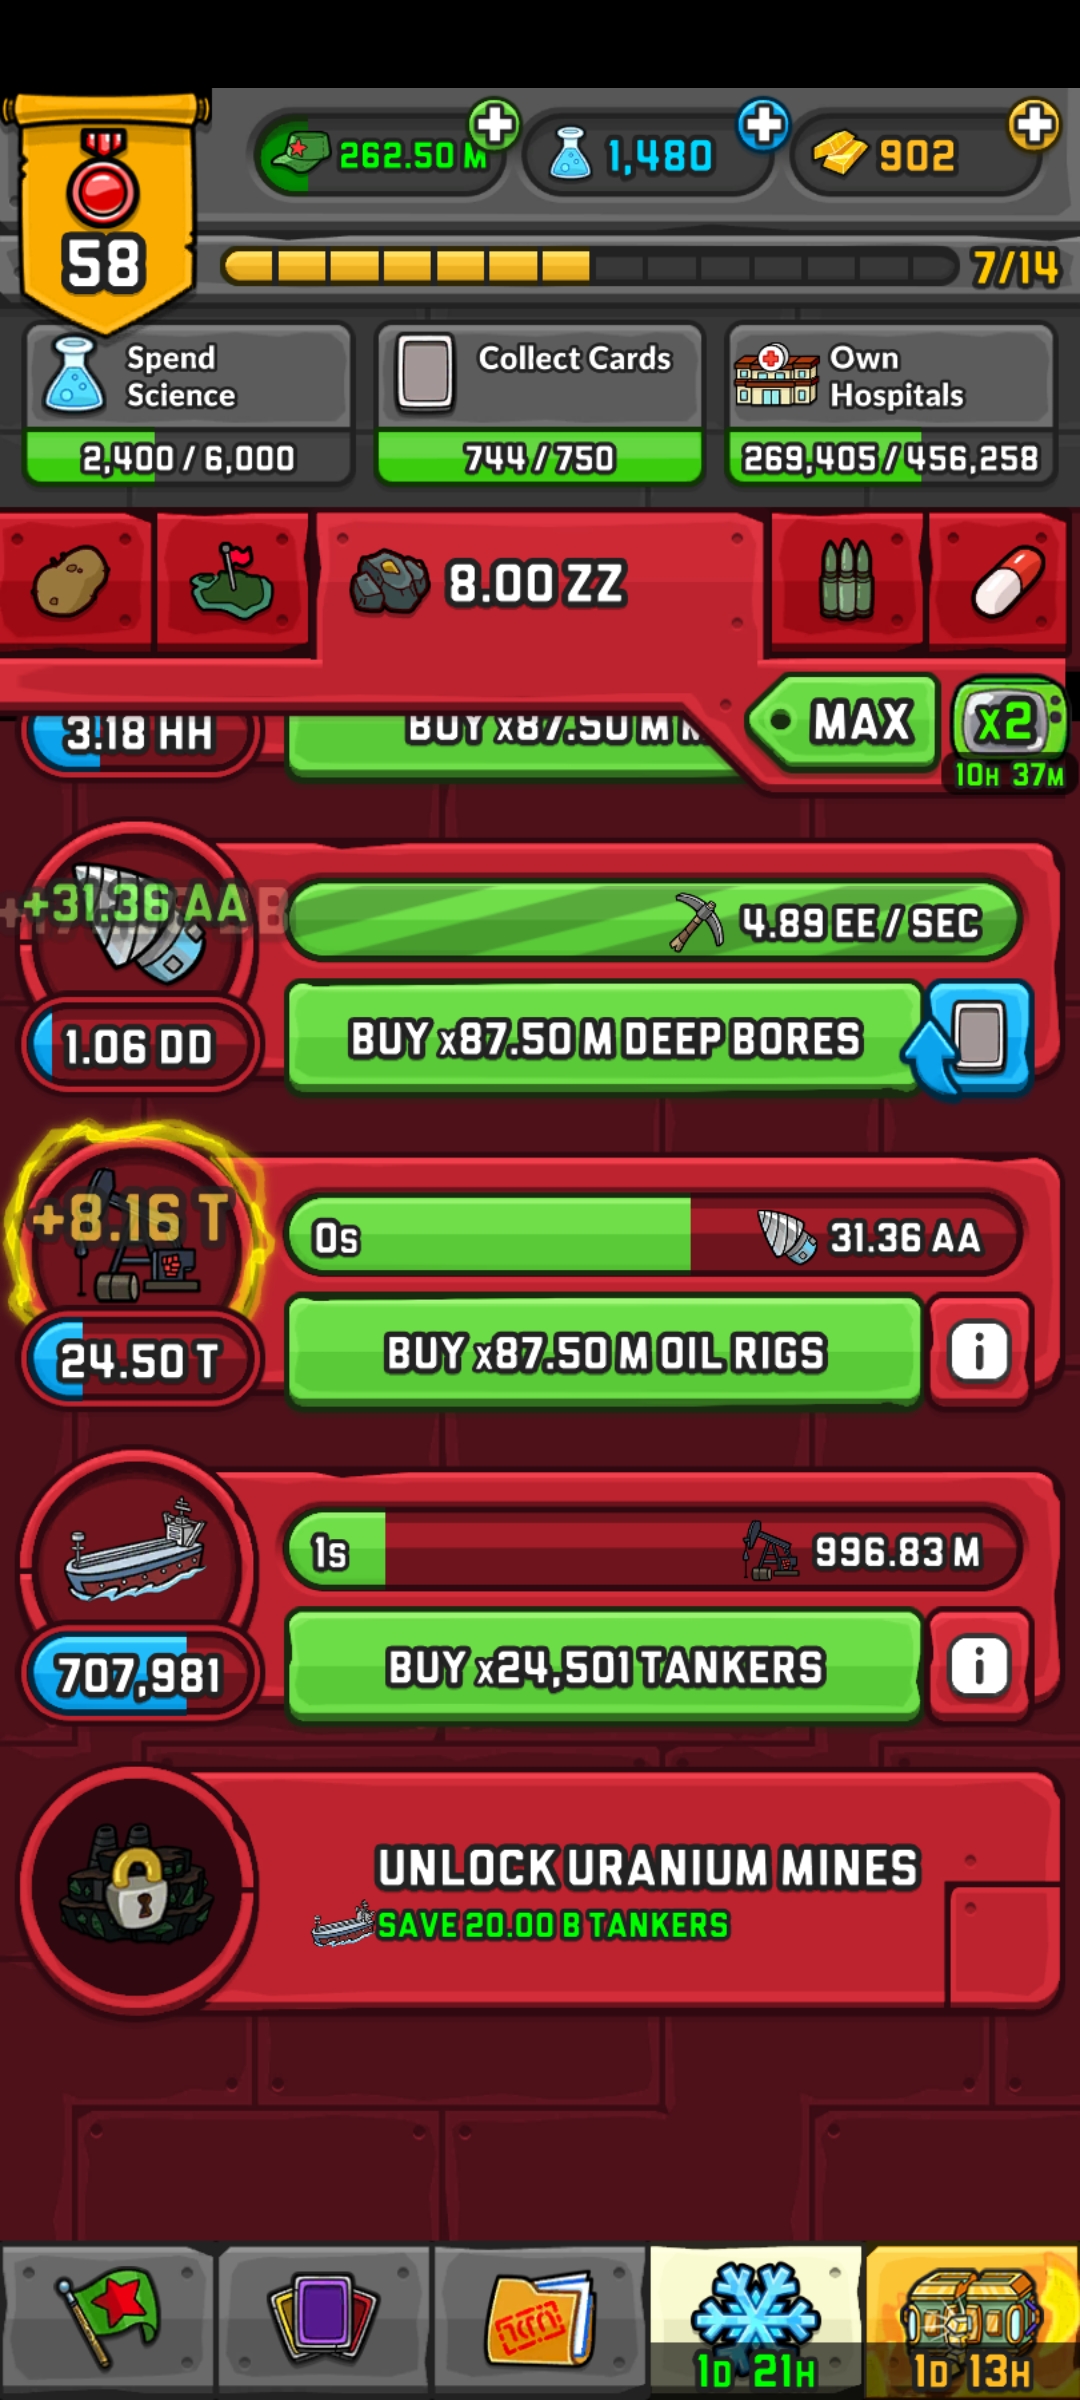 262.50 M
1,480
902
58
7/14
Spend
Science
2,400 / 6,000
Collect Cards
744 / 750
Own
Hospitals
269,405 / 456,258
8.00 ZZ
MAX
x2
10H 37M
3.18 HH
BUY x87.50 M
+31.36 AA
4.89 EE / SEC
1.06 DD
BUY x87.50 M DEEP BORES
+8.16 T
0s
31.36 AA
24.50 T
BUY x87.50 M OIL RIGS
i
1s
996.83 M
707,981
BUY x24,501 TANKERS
i
UNLOCK URANIUM MINES
SAVE 20.00 B TANKERS
1D 21H
1D 13H